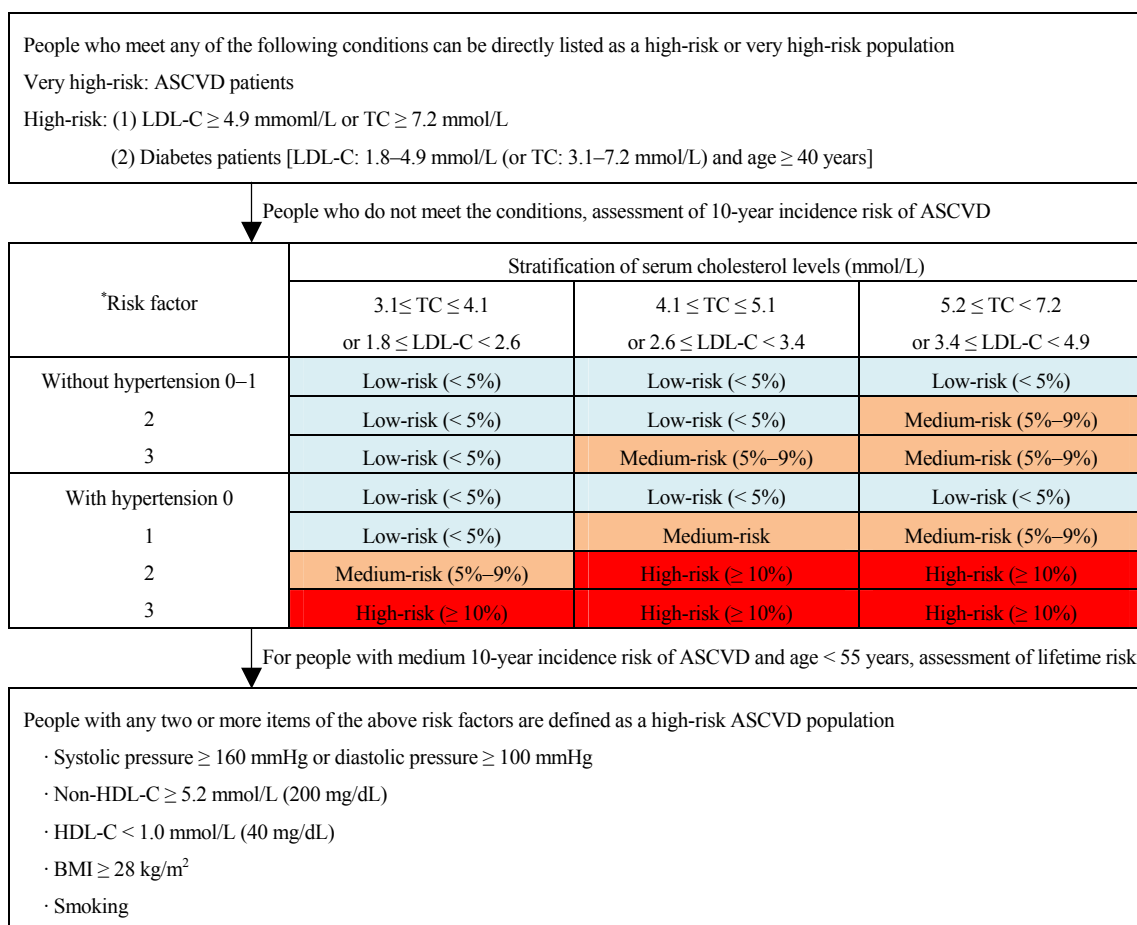 People who meet any of the following conditions can be directly listed as a high-risk or very high-risk population
Very high-risk: ASCVD patients
High-risk: (1) LDL-C ≥ 4.9 mmoml/L or TC ≥ 7.2 mmol/L
(2) Diabetes patients [LDL-C: 1.8–4.9 mmol/L (or TC: 3.1–7.2 mmol/L) and age ≥ 40 years]
People who do not meet the conditions, assessment of 10-year incidence risk of ASCVD
*Risk factor
Stratification of serum cholesterol levels (mmol/L)
3.1≤ TC ≤ 4.1 4.1 ≤ TC ≤ 5.1 5.2 ≤ TC < 7.2
or 1.8 ≤ LDL-C < 2.6 or 2.6 ≤ LDL-C < 3.4 or 3.4 ≤ LDL-C < 4.9
Without hypertension 0–1 Low-risk (< 5%) Low-risk (< 5%) Low-risk (< 5%)
2 Low-risk (< 5%) Low-risk (< 5%) Medium-risk (5%–9%)
3 Low-risk (< 5%) Medium-risk (5%–9%) Medium-risk (5%–9%)
With hypertension 0 Low-risk (< 5%) Low-risk (< 5%) Low-risk (< 5%)
1 Low-risk (< 5%) Medium-risk Medium-risk (5%–9%)
2 Medium-risk (5%–9%) High-risk (≥ 10%) High-risk (≥ 10%)
3 High-risk (≥ 10%) High-risk (≥ 10%) High-risk (≥ 10%)
For people with medium 10-year incidence risk of ASCVD and age < 55 years, assessment of lifetime risk
People with any two or more items of the above risk factors are defined as a high-risk ASCVD population
· Systolic pressure ≥ 160 mmHg or diastolic pressure ≥ 100 mmHg
· Non-HDL-C ≥ 5.2 mmol/L (200 mg/dL)
· HDL-C < 1.0 mmol/L (40 mg/dL)
· BMI ≥ 28 kg/m²
· Smoking